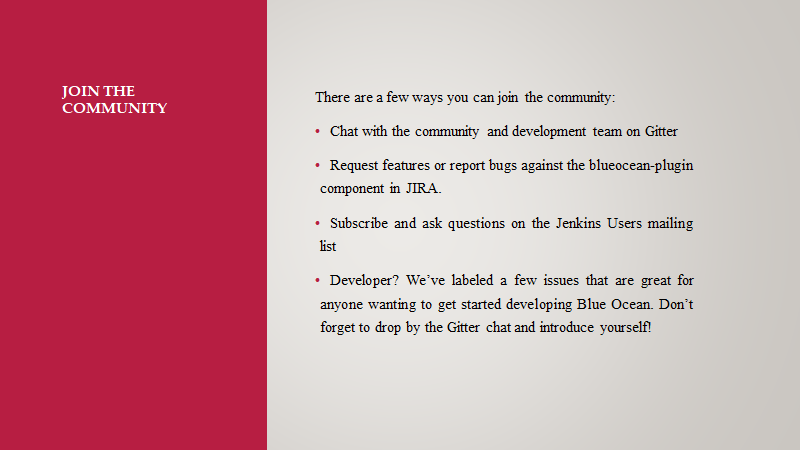 JOIN THE
COMMUNITY
There are a few ways you can join the community:
• Chat with the community and development team on Gitter
• Request features or report bugs against the blueocean-plugin
component in JIRA.
• Subscribe and ask questions on the Jenkins Users mailing
list
• Developer? We’ve labeled a few issues that are great for
anyone wanting to get started developing Blue Ocean. Don’t
forget to drop by the Gitter chat and introduce yourself!